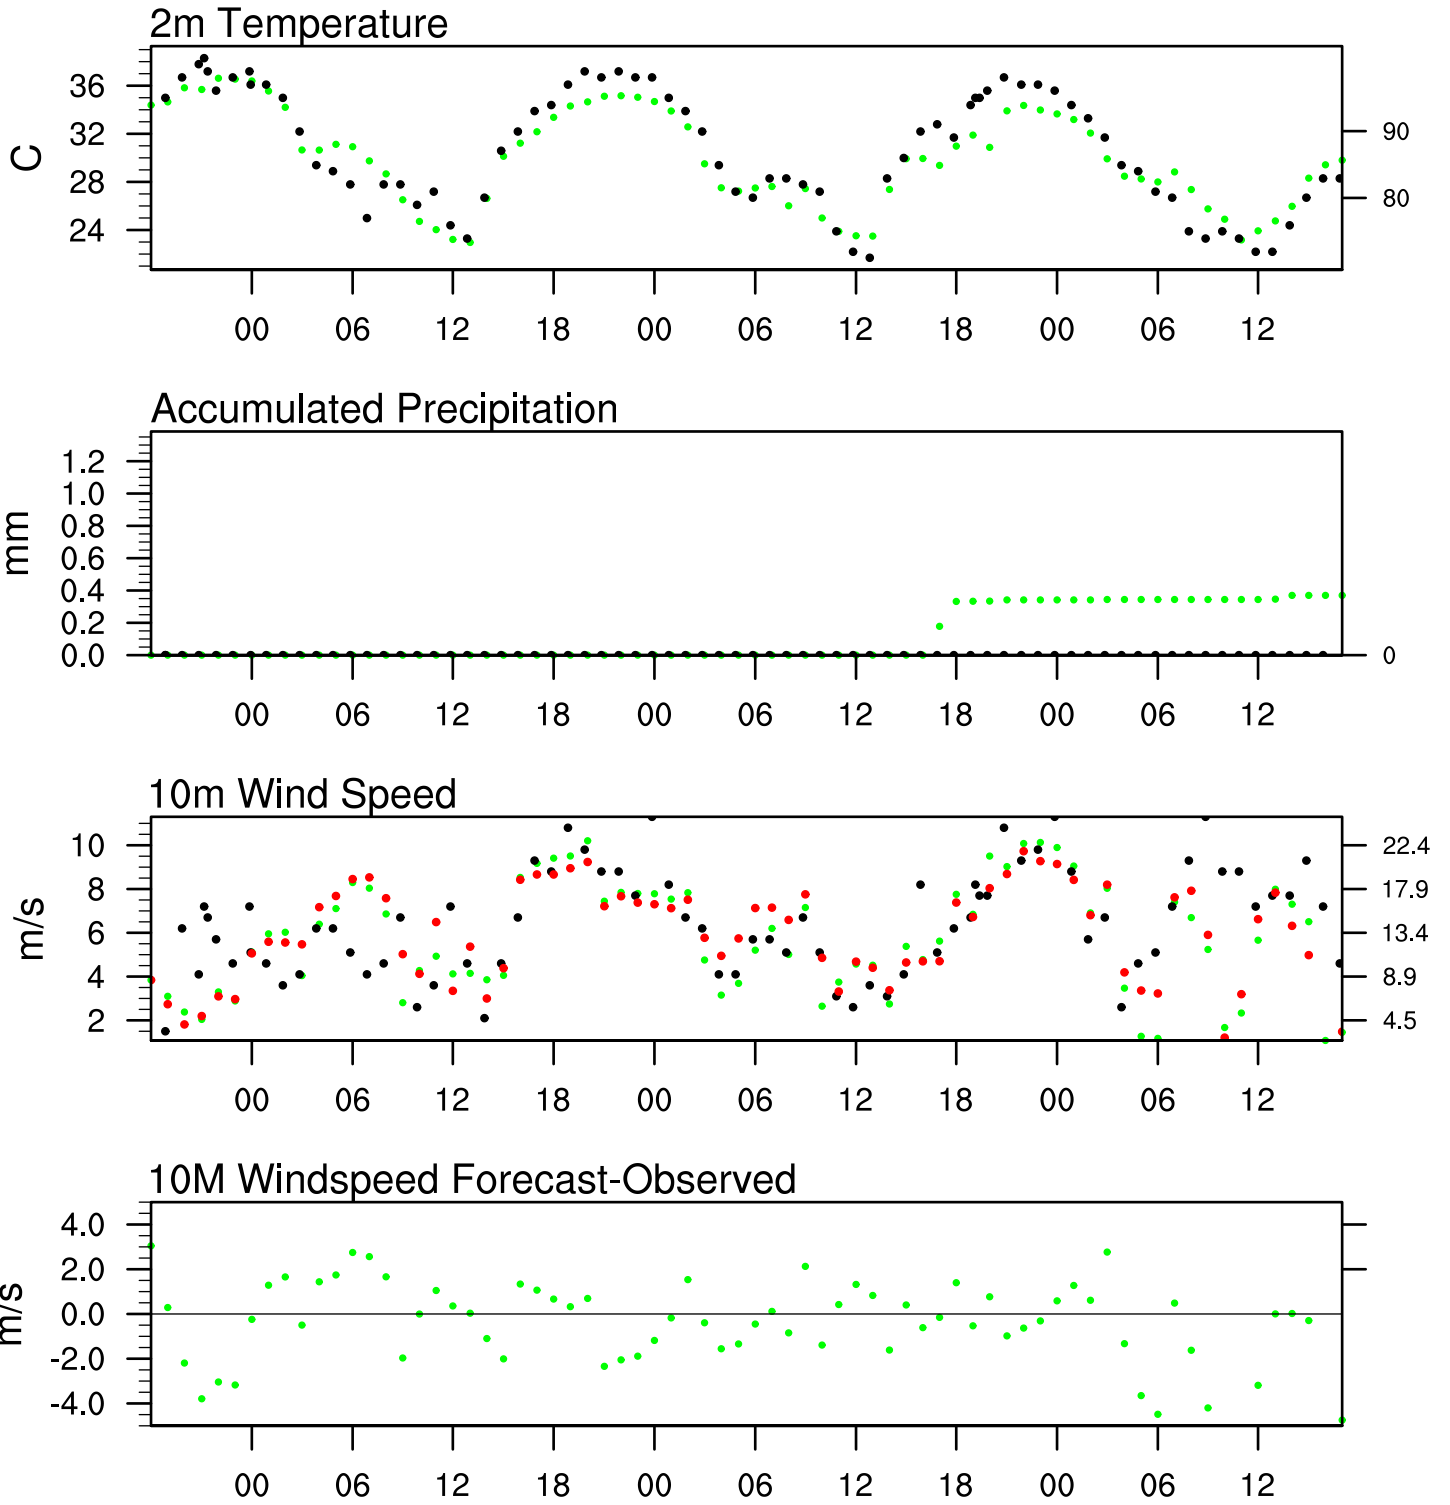 2m Temperature
C
36
32
28
24
90
80
00 06 12 18 00 06 12 18 00 06 12
Accumulated Precipitation
mm
1.2
1.0
0.8
0.6
0.4
0.2
0.0
0
00 06 12 18 00 06 12 18 00 06 12
10m Wind Speed
m/s
10
8
6
4
2
22.4
17.9
13.4
8.9
4.5
00 06 12 18 00 06 12 18 00 06 12
10M Windspeed Forecast-Observed
m/s
4.0
2.0
0.0
-2.0
-4.0
00 06 12 18 00 06 12 18 00 06 12